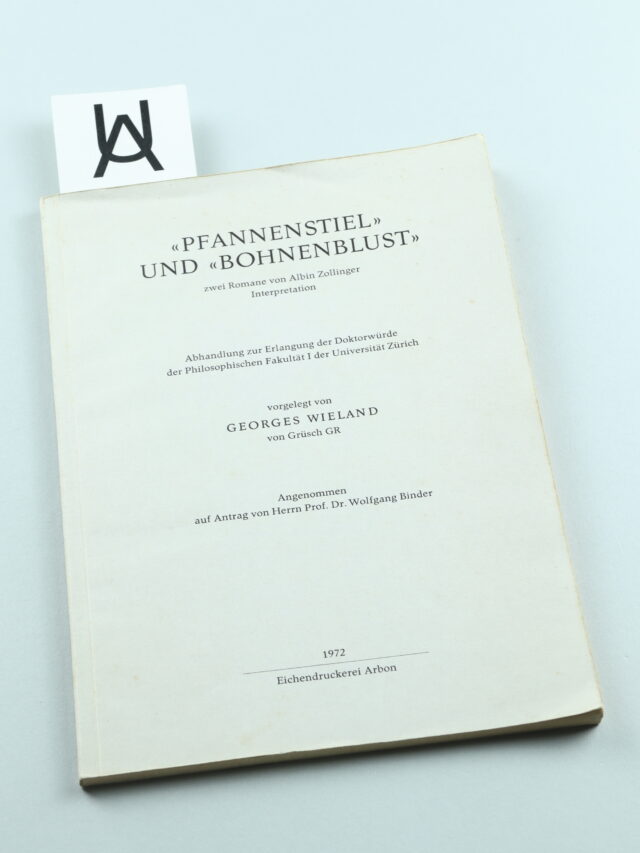 «PFANNENSTIEL»
UND «BOHNENBLUST»
zwei Romane von Albin Zollinger
Interpretation
Abhandlung zur Erlangung der Doktorwürde
der Philosophischen Fakultät I der Universität Zürich
vorgelegt von
GEORGES WIELAND
von Grüsch GR
Angenommen
auf Antrag von Herrn Prof. Dr. Wolfgang Binder
1972
Eichendruckerei Arbon